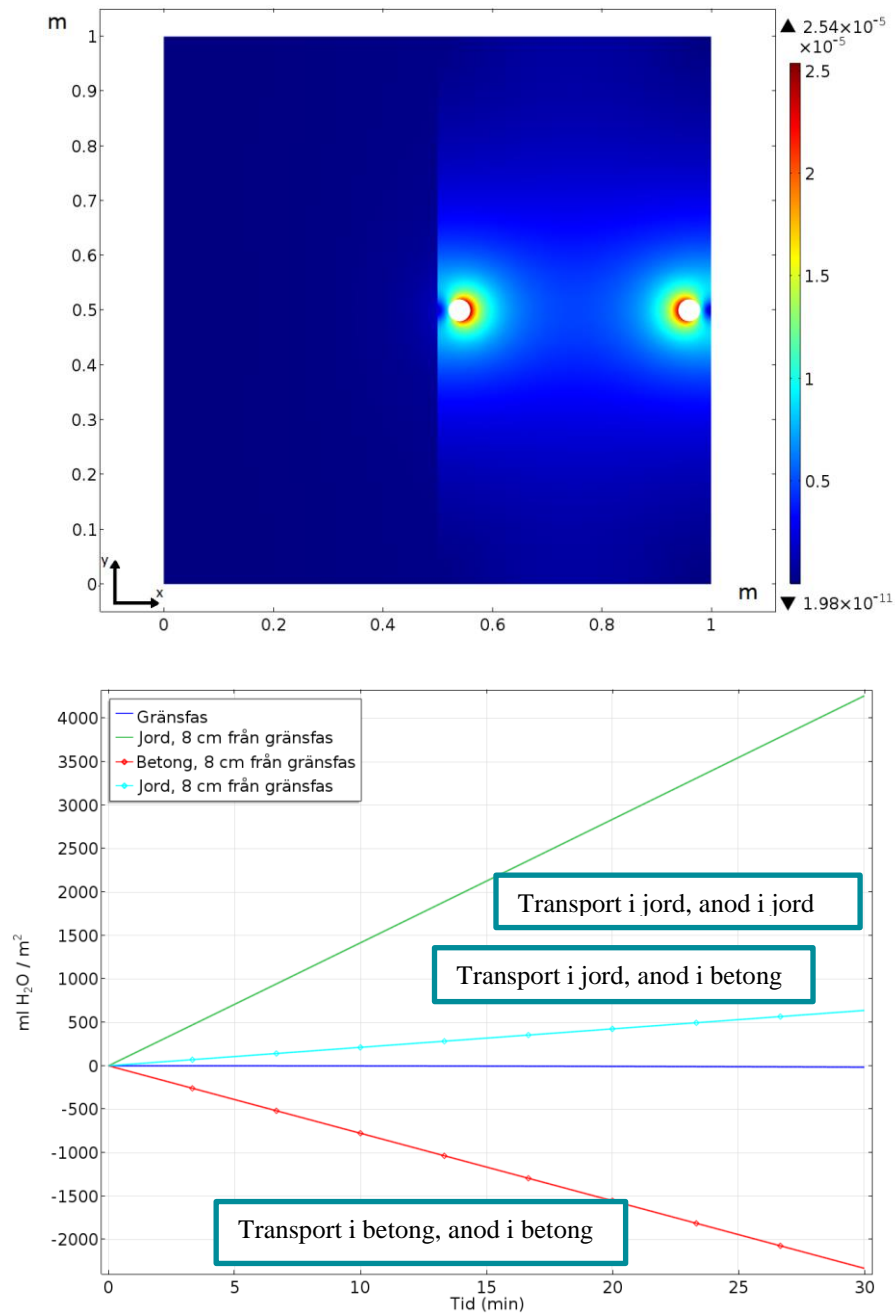 m
▲ 2.54×10⁻⁵
×10⁻⁵
1
0.9
0.8
0.7
0.6
0.5
0.4
0.3
0.2
0.1
0
2.5
2
1.5
1
0.5
y
x
m
▼ 1.98×10⁻¹¹
0 0.2 0.4 0.6 0.8 1
Gränsfas
Jord, 8 cm från gränsfas
Betong, 8 cm från gränsfas
Jord, 8 cm från gränsfas
4000
3500
3000
2500
2000
1500
1000
500
0
-500
-1000
-1500
-2000
ml H₂O / m²
Transport i jord, anod i jord
Transport i jord, anod i betong
Transport i betong, anod i betong
0 5 10 15 20 25 30
Tid (min)